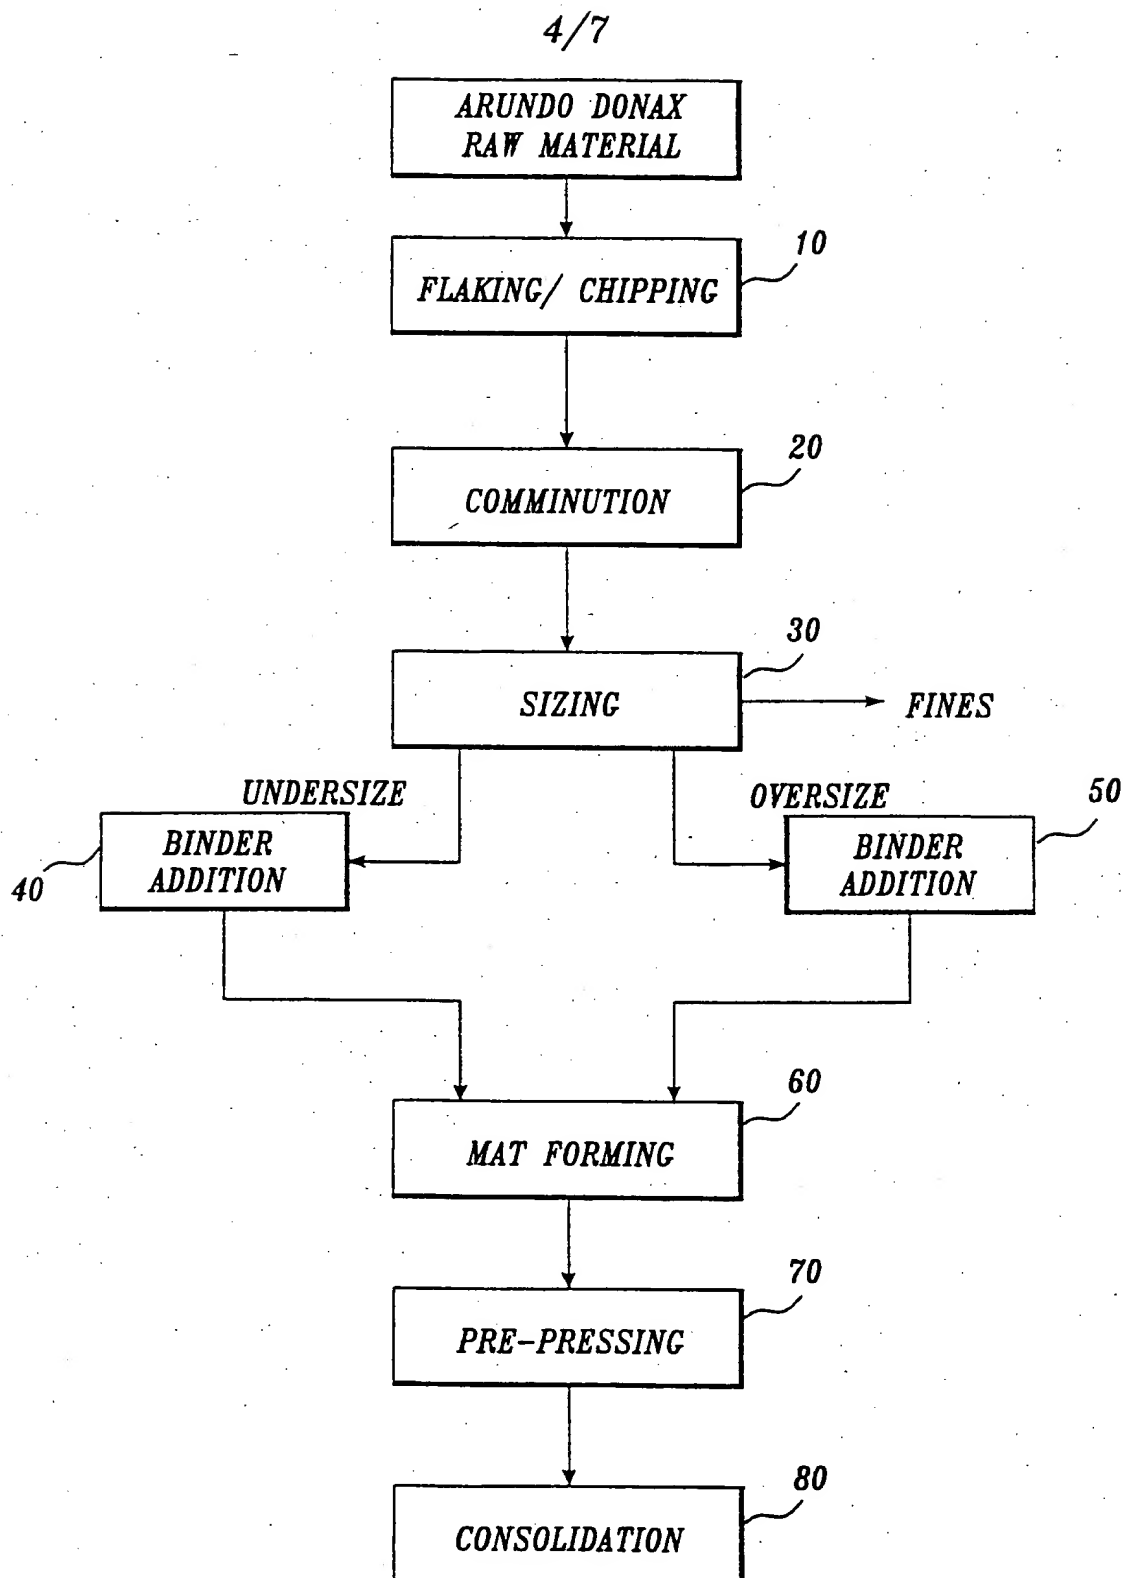 4/7
ARUNDO DONAX
RAW MATERIAL
10
FLAKING/ CHIPPING
20
COMMINUTION
30
SIZING
FINES
UNDERSIZE
OVERSIZE
50
BINDER
ADDITION
40
BINDER
ADDITION
60
MAT FORMING
70
PRE-PRESSING
80
CONSOLIDATION